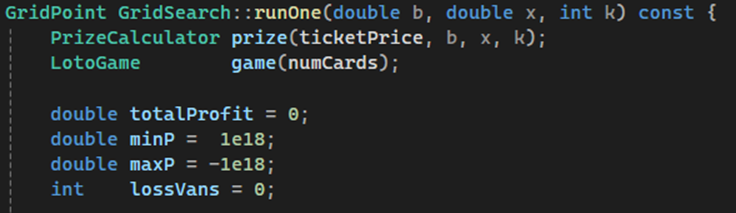 GridPoint GridSearch::runOne(double b, double x, int k) const {
    PrizeCalculator prize(ticketPrice, b, x, k);
    LotoGame        game(numCards);

    double totalProfit = 0;
    double minP =  1e18;
    double maxP = -1e18;
    int    lossVans = 0;